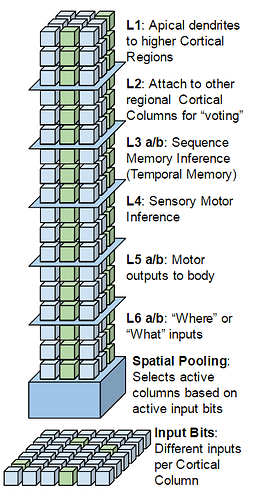 L1: Apical dendrites
to higher Cortical
Regions
L2: Attach to other
regional Cortical
Columns for “voting”
L3 a/b: Sequence
Memory Inference
(Temporal Memory)
L4: Sensory Motor
Inference
L5 a/b: Motor
outputs to body
L6 a/b: “Where” or
“What” inputs
Spatial Pooling:
Selects active
columns based on
active input bits
Input Bits:
Different inputs
per Cortical
Column